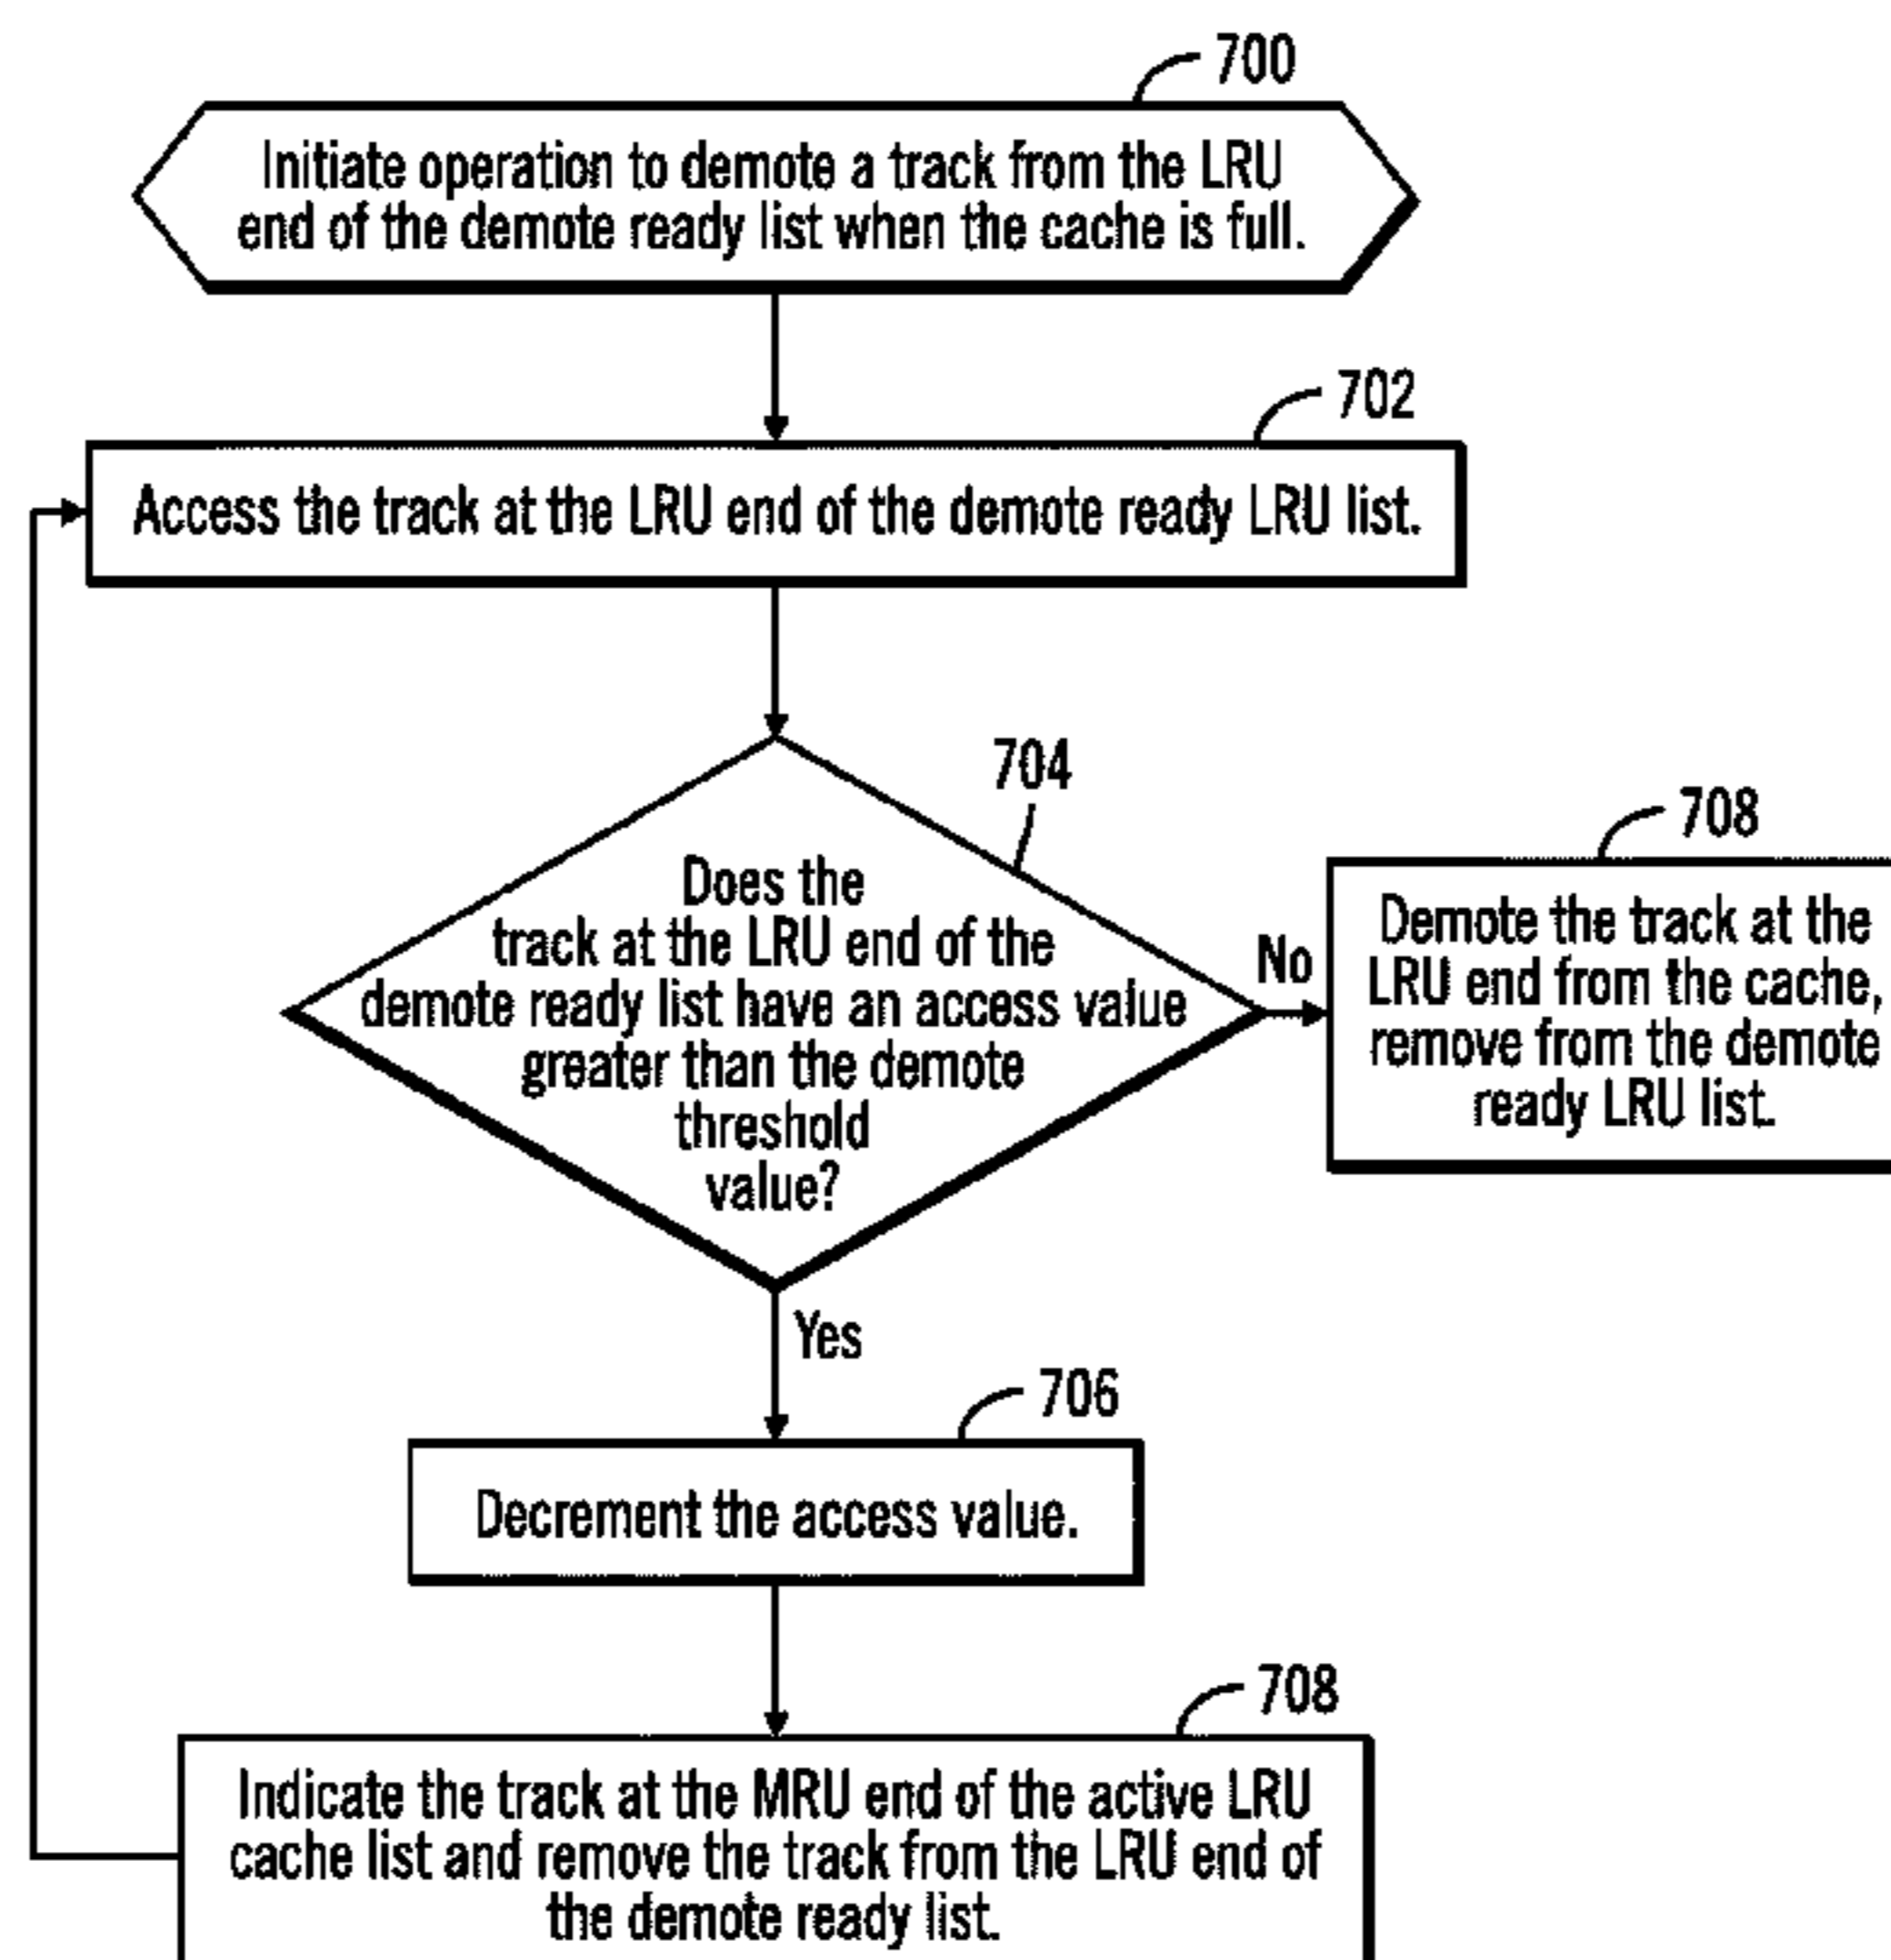 700
Initiate operation to demote a track from the LRU
end of the demote ready list when the cache is full.
702
Access the track at the LRU end of the demote ready LRU list.
704
Does the
track at the LRU end of the
demote ready list have an access value
greater than the demote
threshold
value?
No
708
Demote the track at the
LRU end from the cache,
remove from the demote
ready LRU list.
Yes
706
Decrement the access value.
708
Indicate the track at the MRU end of the active LRU
cache list and remove the track from the LRU end of
the demote ready list.